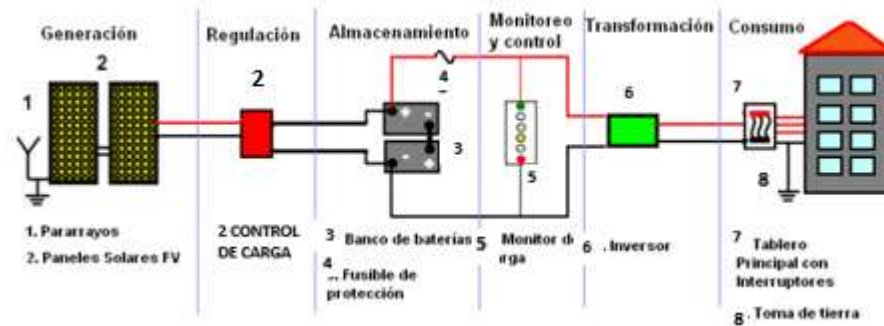 Generación
Regulación
Almacenamiento
Monitoreo
y control
Transformación
Consumo
2
1
2
4
3
5
6
7
8
1. Pararrayos
2. Paneles Solares FV
2 CONTROL
DE CARGA
3 Banco de baterías
4 . Fusible de
protección
5 Monitor de
rga
6 . Inversor
7 Tablero
Principal con
Interruptores
8 . Toma de tierra